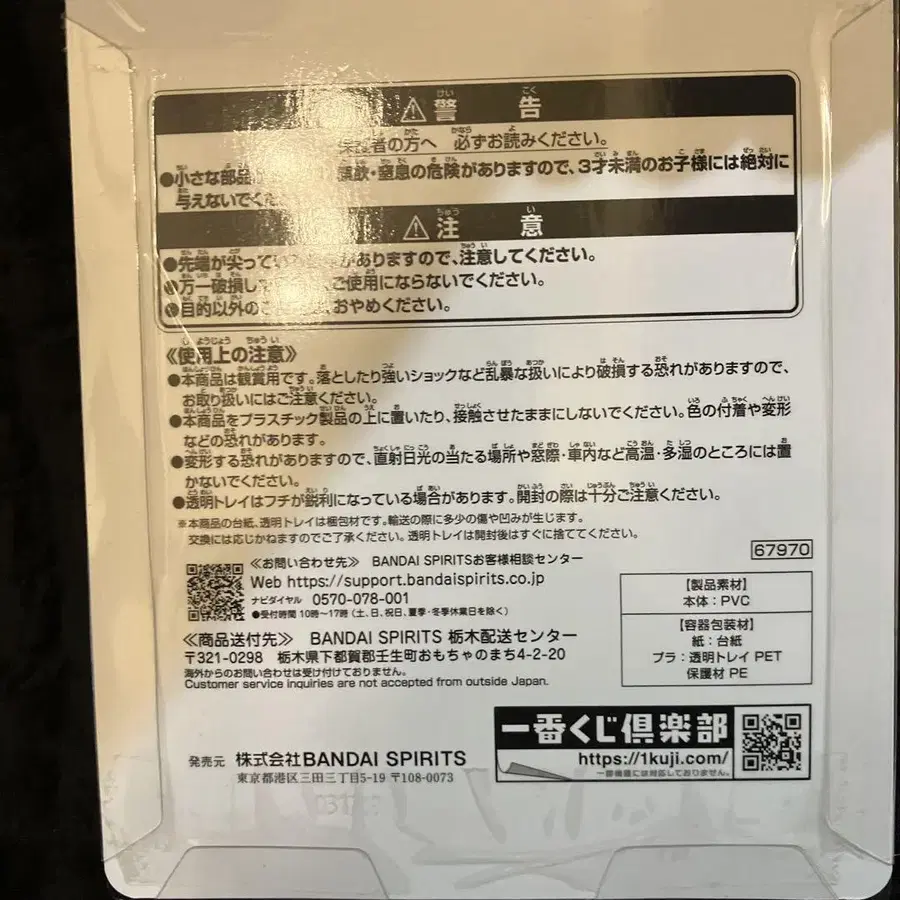 ⚠警告
保護者の方へ 必ずお読みください。
●小さな部品 誤飲・窒息の危険がありますので、3才未満のお子様には絶対に
与えないでくだ
⚠注意
●先端が尖ってい がありますので、注意してください。
●万一破損し ご使用にならないでください。
●目的以外の おやめください。
《使用上の注意》
●本商品は観賞用です。落としたり強いショックなど乱暴な扱いにより破損する恐れがありますので、
お取り扱いにはご注意ください。
●本商品をプラスチック製品の上に置いたり、接触させたままにしないでください。色の付着や変形
などの恐れがあります。
●変形する恐れがありますので、直射日光の当たる場所や窓際・車内など高温・多湿のところには置
かないでください。
●透明トレイはフチが鋭利になっている場合があります。開封の際は十分ご注意ください。
※本商品の台紙、透明トレイは梱包材です。輸送の際に多少の傷や凹みが生じます。
交換には応じかねますのでご了承ください。透明トレイは開封後はすぐに捨ててください。
67970
≪お問い合わせ先≫ BANDAI SPIRITSお客様相談センター
Web https://support.bandaispirits.co.jp
ナビダイヤル 0570-078-001
●受付時間 10時～17時（土、日、祝日、夏季・冬季休業日を除く）
≪商品送付先≫ BANDAI SPIRITS 栃木配送センター
〒321-0298 栃木県下都賀郡壬生町おもちゃのまち4-2-20
海外からのお問い合わせは受け付けておりません。
Customer service inquiries are not accepted from outside Japan.
【製品素材】
本体：PVC
【容器包装材】
紙：台紙
プラ：透明トレイ PET
保護材 PE
一番くじ倶楽部
https://1kuji.com/
一部機種には対応しておりません。
発売元 株式会社BANDAI SPIRITS
東京都港区三田三丁目5-19 〒108-0073